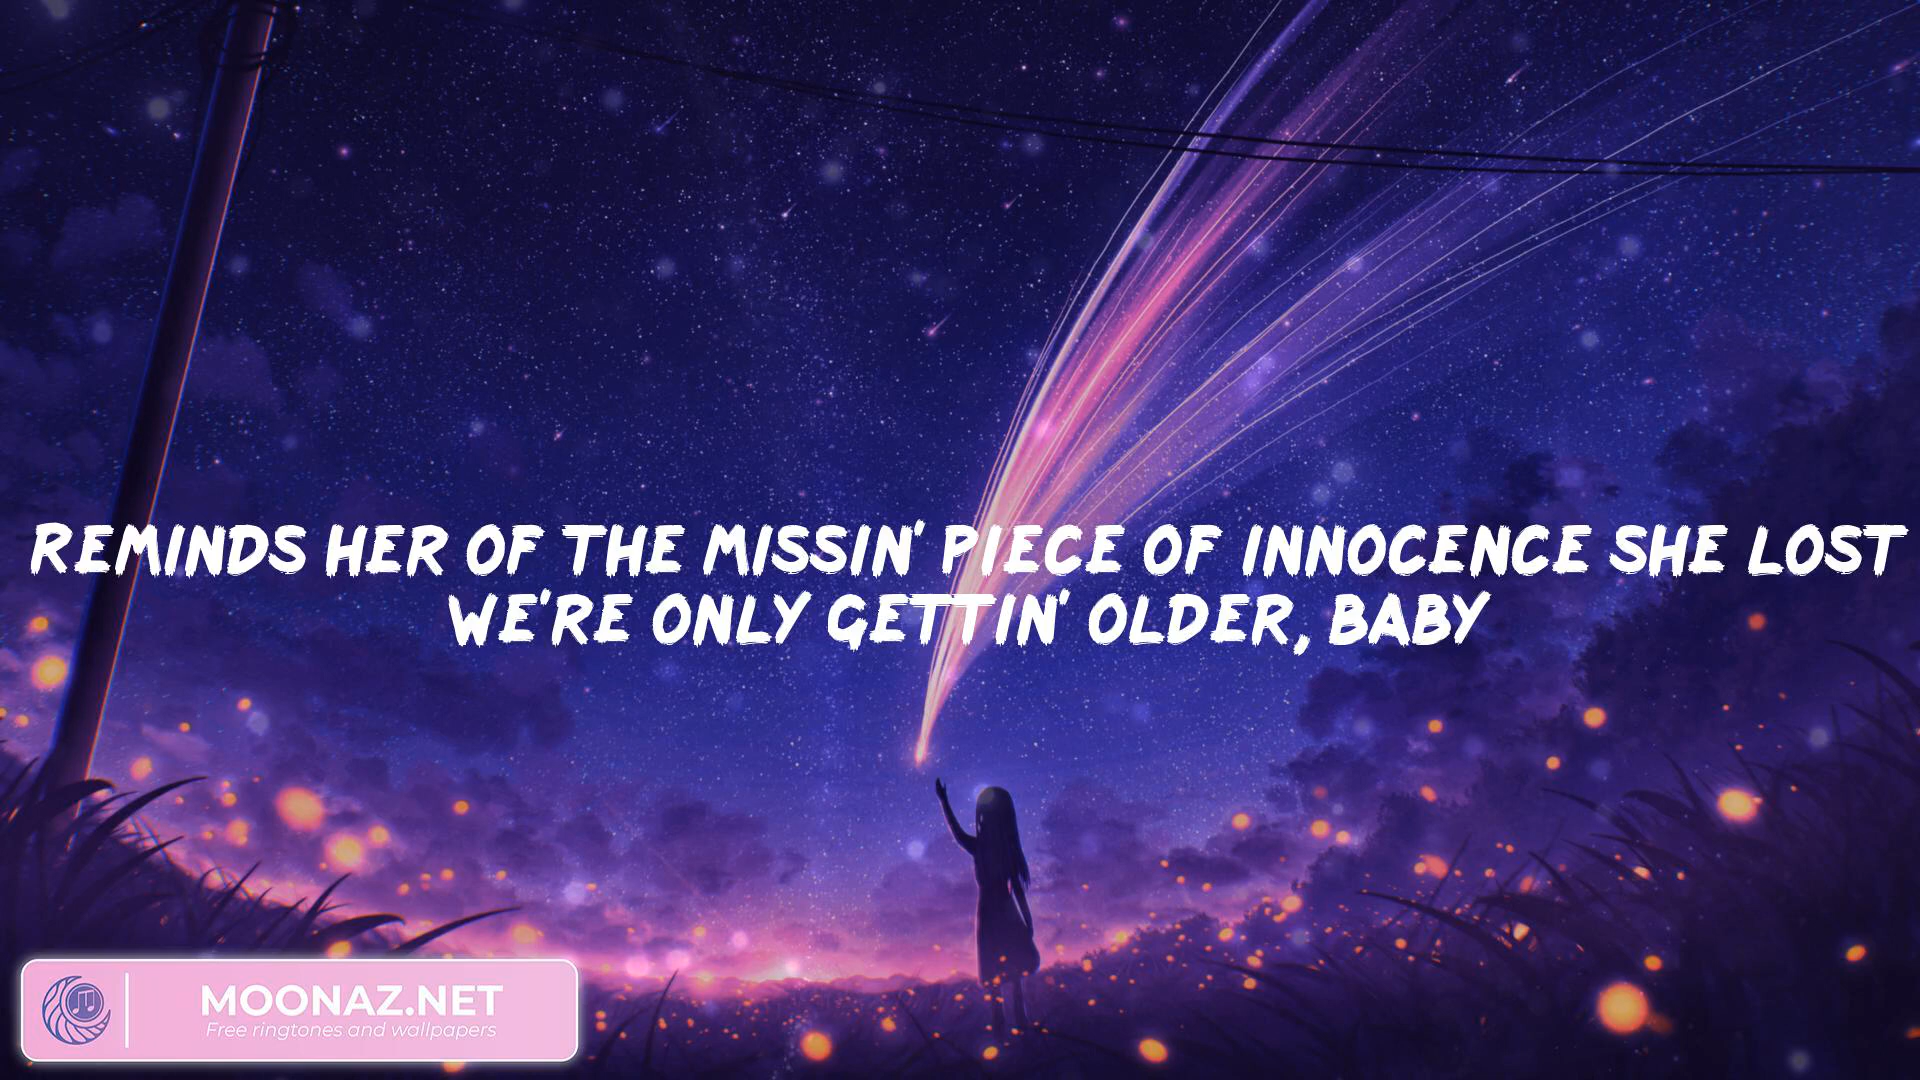 REMINDS HER OF THE MISSIN' PIECE OF INNOCENCE SHE LOST
WE'RE ONLY GETTIN' OLDER, BABY
MOONAZ.NET
Free ringtones and wallpapers